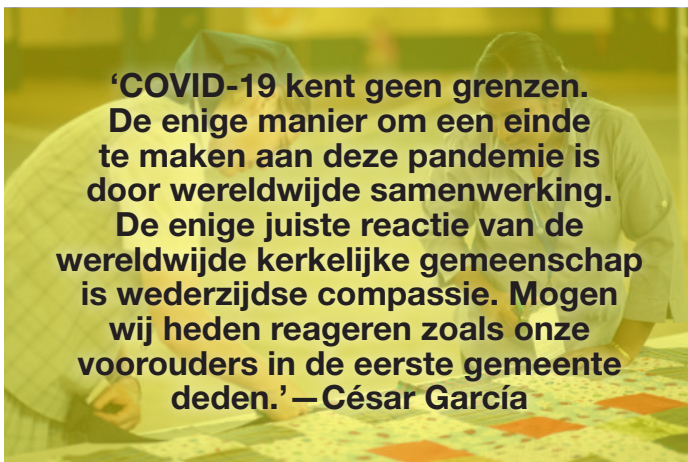 ‘COVID-19 kent geen grenzen.
De enige manier om een einde
te maken aan deze pandemie is
door wereldwijde samenwerking.
De enige juiste reactie van de
wereldwijde kerkelijke gemeenschap
is wederzijdse compassie. Mogen
wij heden reageren zoals onze
voorouders in de eerste gemeente
deden.’—César García